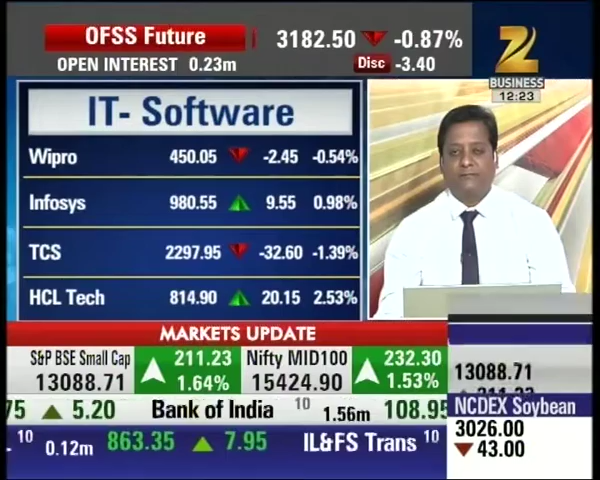 OFSS Future
3182.50 -0.87%
OPEN INTEREST 0.23m
Disc -3.40
Z
BUSINESS
12:23
IT- Software
Wipro 450.05 -2.45 -0.54%
Infosys 980.55 9.55 0.98%
TCS 2297.95 -32.60 -1.39%
HCL Tech 814.90 20.15 2.53%
MARKETS UPDATE
S&P BSE Small Cap 211.23 Nifty MID100 232.30
13088.71 1.64% 15424.90 1.53%
13088.71
75 5.20 Bank of India 10 1.56m 108.95
NCDEX Soybean
3026.00
43.00
10 0.12m 863.35 7.95 IL&FS Trans 10